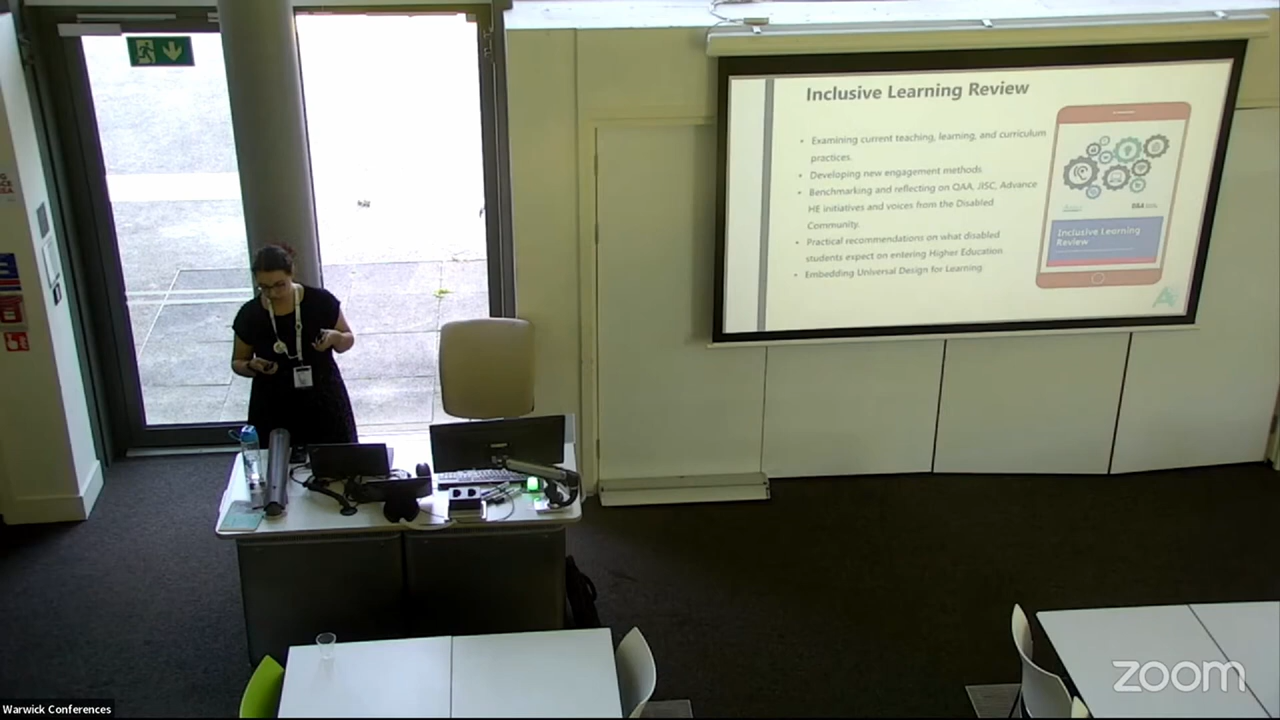 Inclusive Learning Review
• Examining current teaching, learning, and curriculum
practices.
• Developing new engagement methods
• Benchmarking and reflecting on QAA, JISC, Advance
HE initiatives and voices from the Disabled
Community.
• Practical recommendations on what disabled
students expect on entering Higher Education
• Embedding Universal Design for Learning
Inclusive Learning
Review
zoom
Warwick Conferences